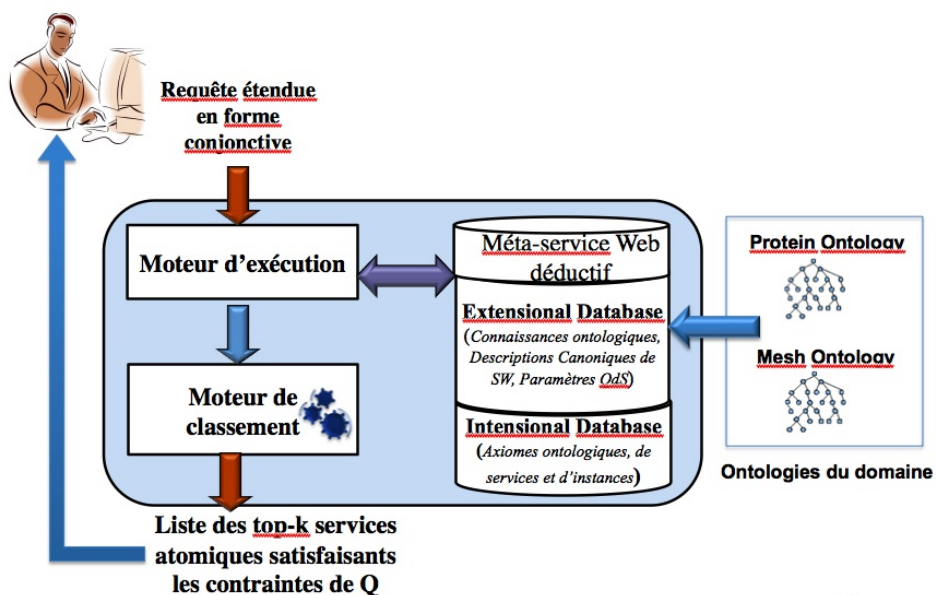 Requête étendue
en forme
conjonctive
Moteur d'exécution
Méta-service Web
déductif
Extensional Database
(Connaissances ontologiques,
Descriptions Canoniques de
SW, Paramètres QdS)
Intensional Database
(Axiomes ontologiques, de
services et d'instances)
Protein Ontology
Mesh Ontology
Ontologies du domaine
Moteur de
classement
Liste des top-k services
atomiques satisfaisants
les contraintes de Q